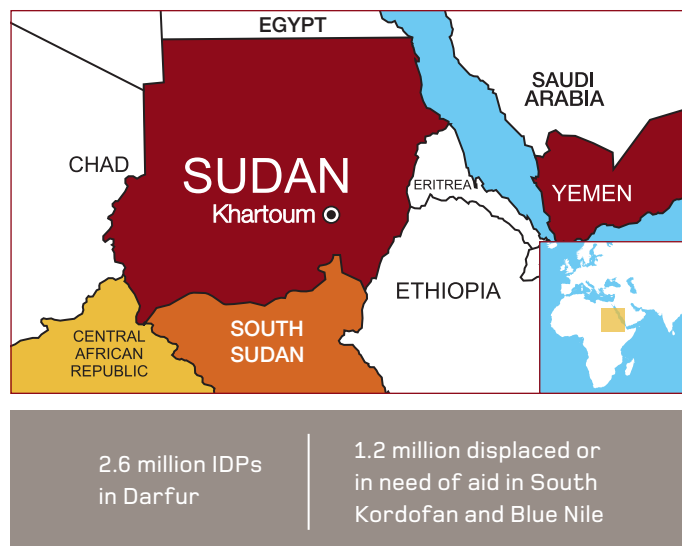 EGYPT
SAUDI
ARABIA
CHAD
SUDAN
Khartoum
ERITREA
YEMEN
ETHIOPIA
CENTRAL
AFRICAN
REPUBLIC
SOUTH
SUDAN
2.6 million IDPs
in Darfur
1.2 million displaced or
in need of aid in South
Kordofan and Blue Nile